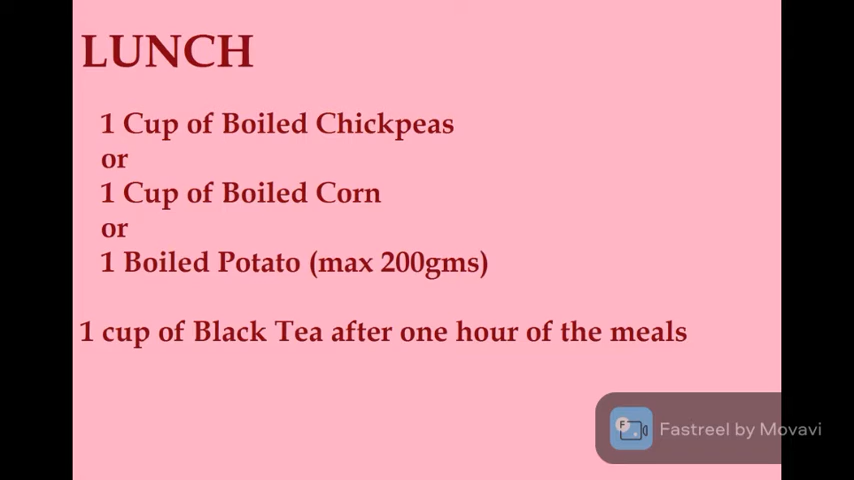 LUNCH
1 Cup of Boiled Chickpeas
or
1 Cup of Boiled Corn
or
1 Boiled Potato (max 200gms)
1 cup of Black Tea after one hour of the meals
F
Fastreel by Movavi